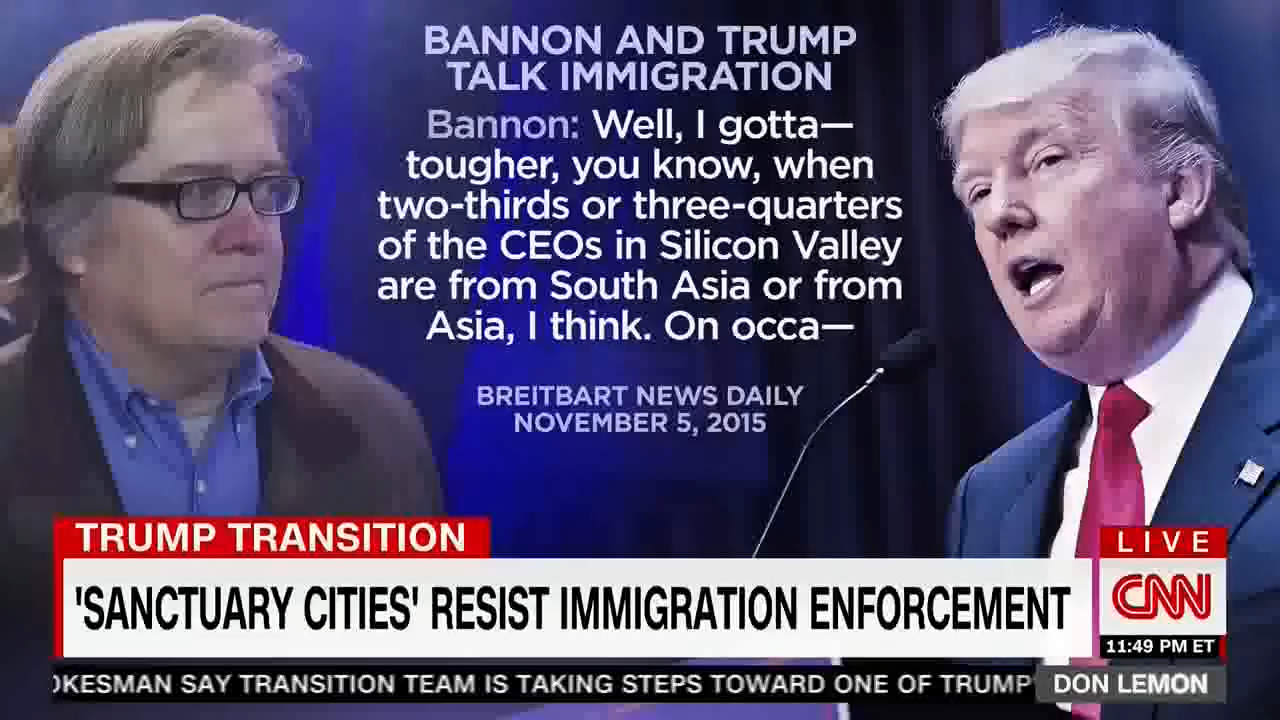 BANNON AND TRUMP
TALK IMMIGRATION
Bannon: Well, I gotta—
tougher, you know, when
two-thirds or three-quarters
of the CEOs in Silicon Valley
are from South Asia or from
Asia, I think. On occa—
BREITBART NEWS DAILY
NOVEMBER 5, 2015
TRUMP TRANSITION
LIVE
'SANCTUARY CITIES' RESIST IMMIGRATION ENFORCEMENT
CNN
11:49 PM ET
OKESMAN SAY TRANSITION TEAM IS TAKING STEPS TOWARD ONE OF TRUMP'
DON LEMON